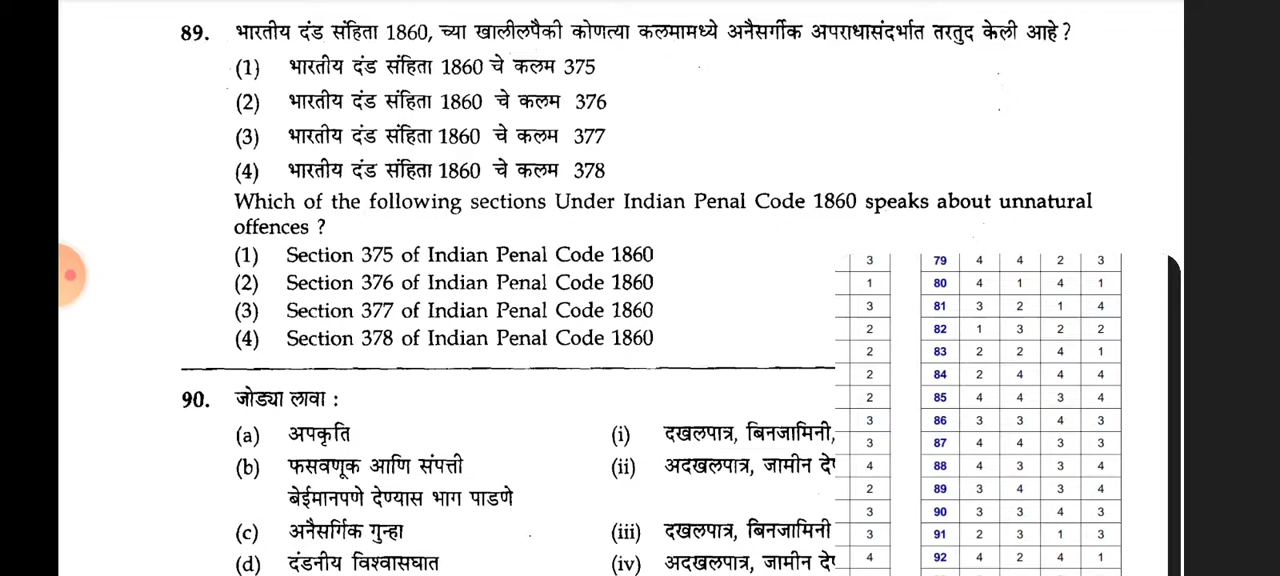 89. भारतीय दंड संहिता 1860, च्या खालीलपैकी कोणत्या कलमामध्ये अनैसर्गीक अपराधासंदर्भात तरतुद केली आहे ?
(1) भारतीय दंड संहिता 1860 चे कलम 375
(2) भारतीय दंड संहिता 1860 चे कलम 376
(3) भारतीय दंड संहिता 1860 चे कलम 377
(4) भारतीय दंड संहिता 1860 चे कलम 378
Which of the following sections Under Indian Penal Code 1860 speaks about unnatural
offences ?
(1) Section 375 of Indian Penal Code 1860
(2) Section 376 of Indian Penal Code 1860
(3) Section 377 of Indian Penal Code 1860
(4) Section 378 of Indian Penal Code 1860
90. जोड्या लावा :
(a) अपकृति (i) दखलपात्र, बिनजामिनी,
(b) फसवणूक आणि संपत्ती (ii) अदखलपात्र, जामीन
बेईमानपणे देण्यास भाग पाडणे
(c) अनैसर्गिक गुन्हा (iii) दखलपात्र, बिनजामिनी
(d) दंडनीय विश्वासघात (iv) अदखलपात्र, जामीन
3 79 4 4 2 3
1 80 4 1 4 1
3 81 3 2 1 4
2 82 1 3 2 2
2 83 2 2 4 1
2 84 2 4 4 4
2 85 4 4 3 4
3 86 3 3 4 3
3 87 4 4 3 3
4 88 4 3 3 4
2 89 3 4 3 4
3 90 3 3 4 3
3 91 2 3 1 3
4 92 4 2 4 1